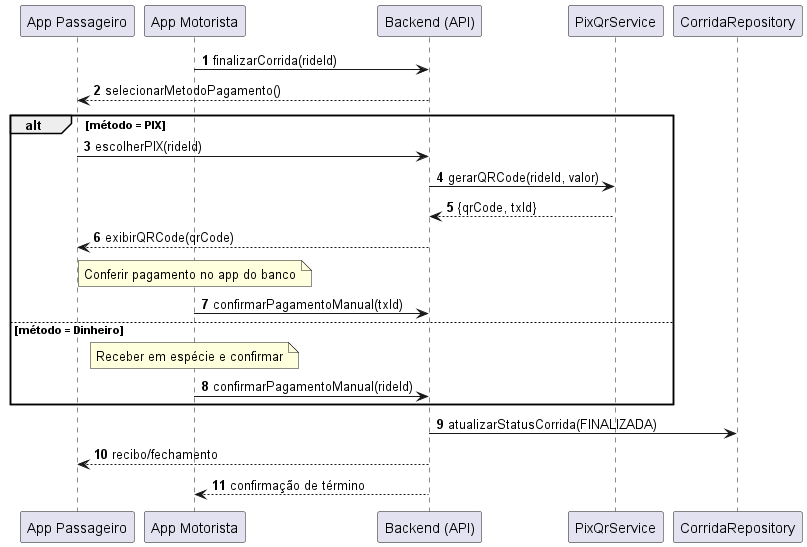 App Passageiro App Motorista Backend (API) PixQrService CorridaRepository
1 finalizarCorrida(rideId)
2 selecionarMetodoPagamento()
alt [método = PIX]
3 escolherPIX(rideId)
4 gerarQRCode(rideId, valor)
5 {qrCode, txId}
6 exibirQRCode(qrCode)
Conferir pagamento no app do banco
7 confirmarPagamentoManual(txId)
[método = Dinheiro]
Receber em espécie e confirmar
8 confirmarPagamentoManual(rideId)
9 atualizarStatusCorrida(FINALIZADA)
10 recibo/fechamento
11 confirmação de término
App Passageiro App Motorista Backend (API) PixQrService CorridaRepository